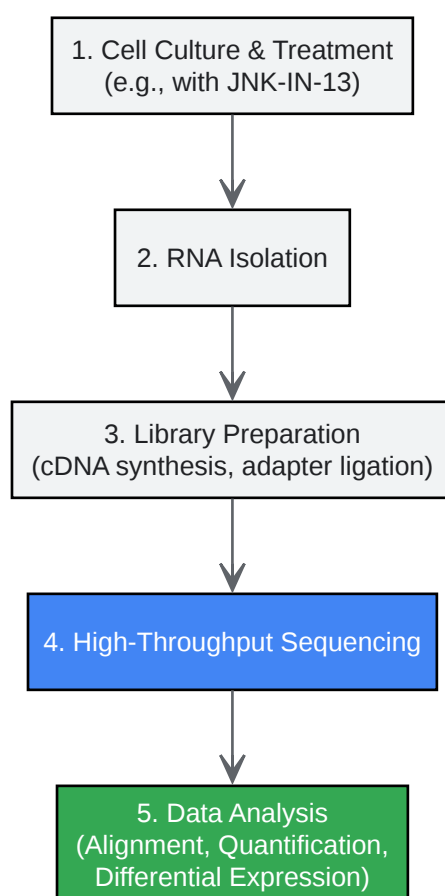 1. Cell Culture & Treatment
(e.g., with JNK-IN-13)
2. RNA Isolation
3. Library Preparation
(cDNA synthesis, adapter ligation)
4. High-Throughput Sequencing
5. Data Analysis
(Alignment, Quantification,
Differential Expression)